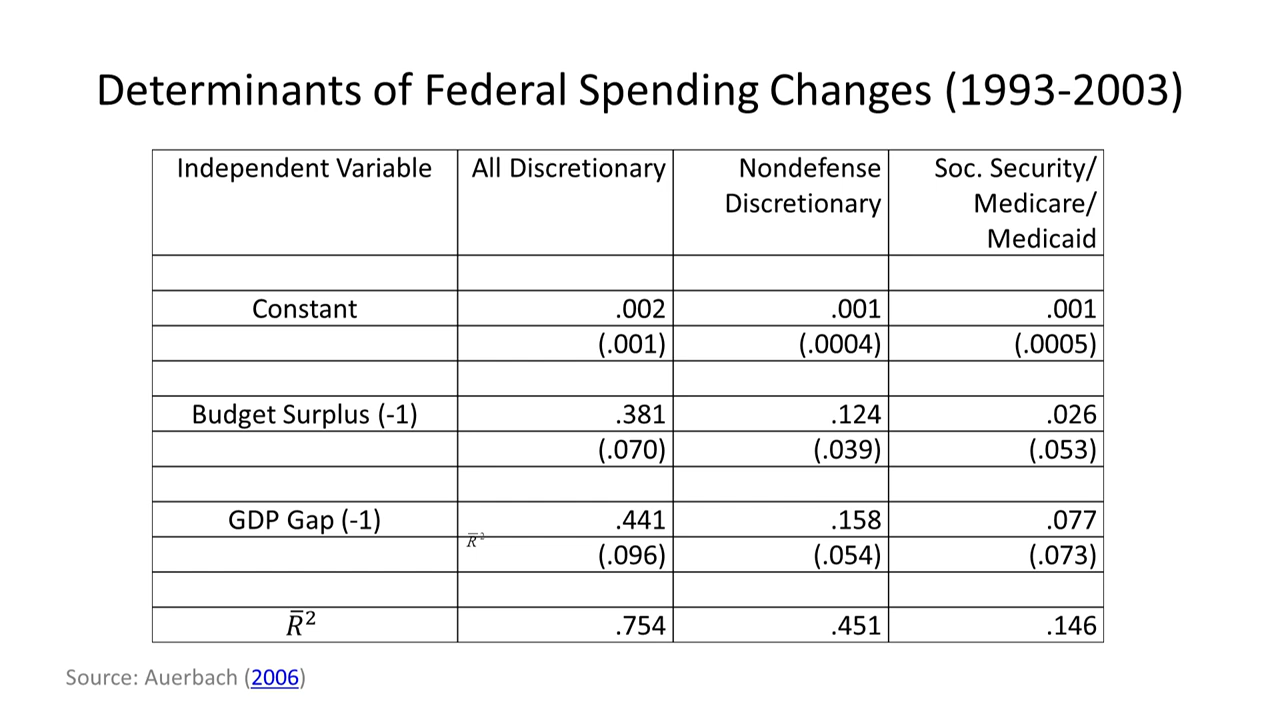 Determinants of Federal Spending Changes (1993-2003)
Independent Variable All Discretionary Nondefense Soc. Security/
Discretionary Medicare/
Medicaid
Constant .002 .001 .001
(.001) (.0004) (.0005)
Budget Surplus (-1) .381 .124 .026
(.070) (.039) (.053)
GDP Gap (-1) .441 .158 .077
R̅² (.096) (.054) (.073)
R̅² .754 .451 .146
Source: Auerbach (2006)